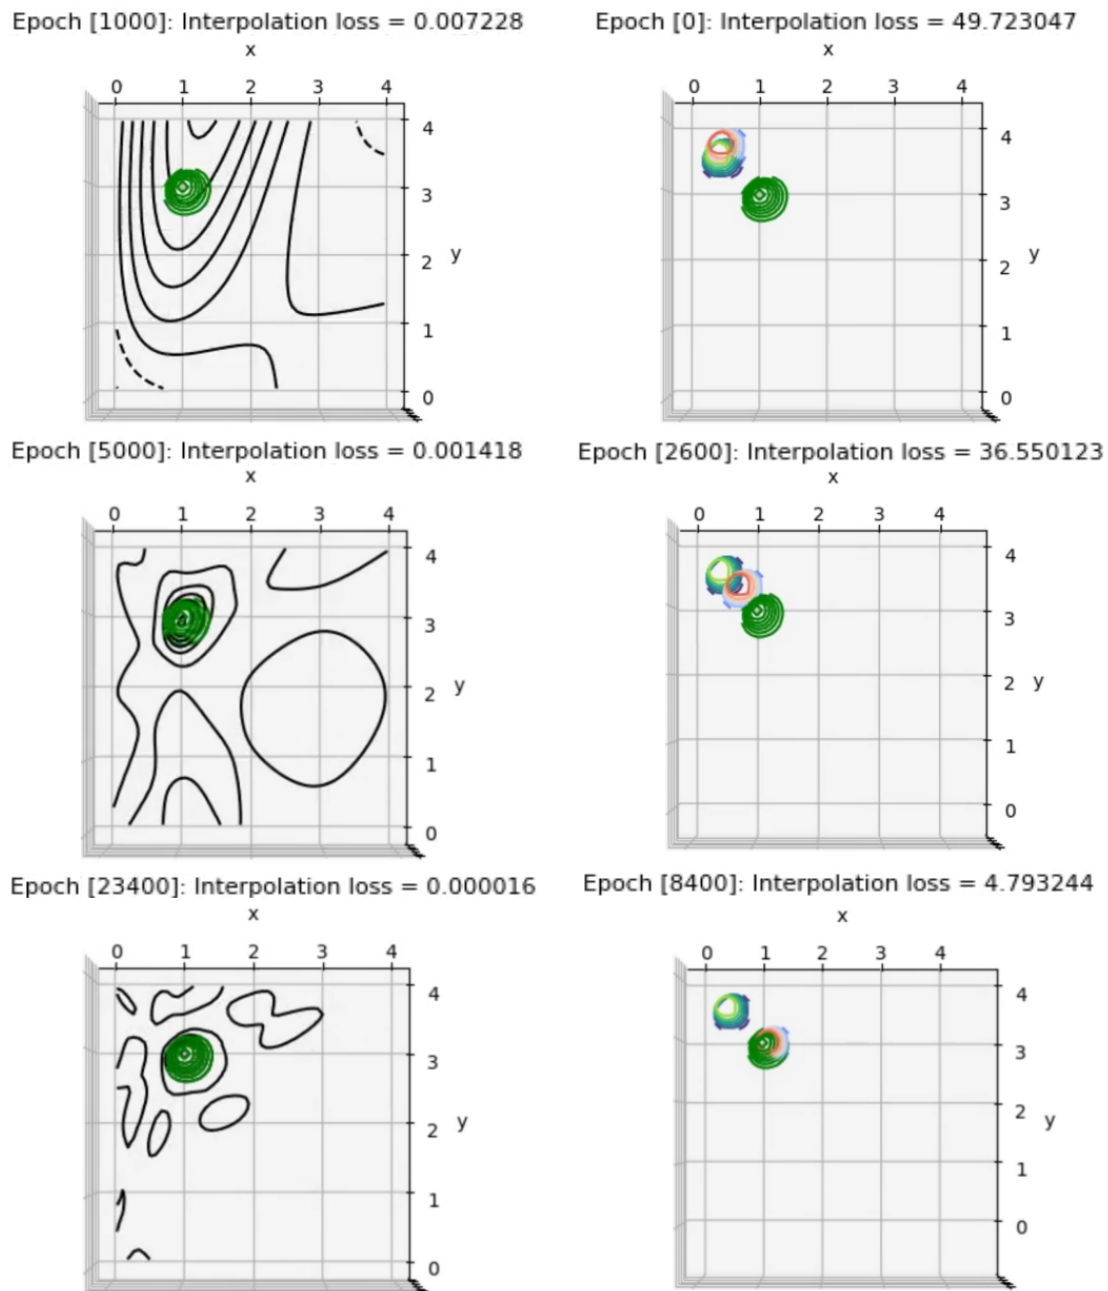 Epoch [1000]: Interpolation loss = 0.007228
x
0 1 2 3 4
4
3
2 y
1
0
Epoch [0]: Interpolation loss = 49.723047
x
0 1 2 3 4
4
3
2 y
1
0
Epoch [5000]: Interpolation loss = 0.001418
x
0 1 2 3 4
4
3
2 y
1
0
Epoch [2600]: Interpolation loss = 36.550123
x
0 1 2 3 4
4
3
2 y
1
0
Epoch [23400]: Interpolation loss = 0.000016
x
0 1 2 3 4
4
3
2 y
1
0
Epoch [8400]: Interpolation loss = 4.793244
x
0 1 2 3 4
4
3
2 y
1
0